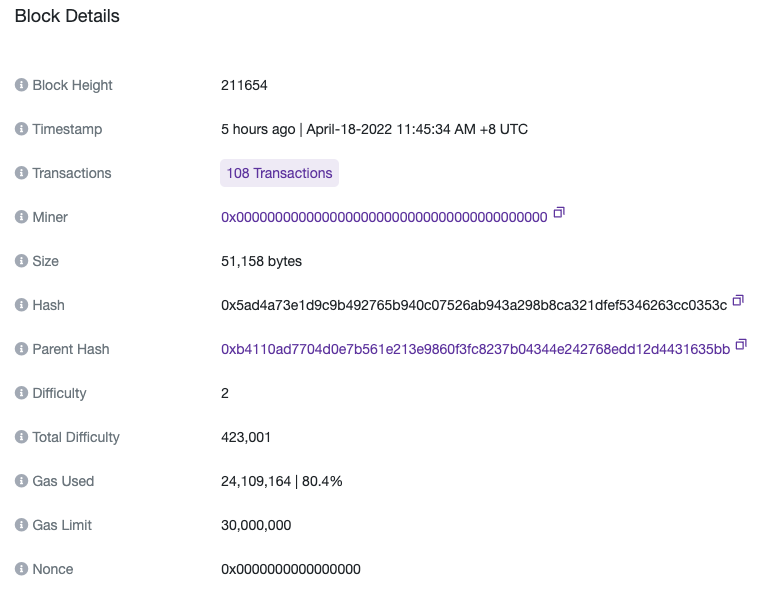 Block Details
Block Height 211654
Timestamp 5 hours ago | April-18-2022 11:45:34 AM +8 UTC
Transactions 108 Transactions
Miner 0x0000000000000000000000000000000000000000
Size 51,158 bytes
Hash 0x5ad4a73e1d9c9b492765b940c07526ab943a298b8ca321dfef5346263cc0353c
Parent Hash 0xb4110ad7704d0e7b561e213e9860f3fc8237b04344e242768edd12d4431635bb
Difficulty 2
Total Difficulty 423,001
Gas Used 24,109,164 | 80.4%
Gas Limit 30,000,000
Nonce 0x0000000000000000